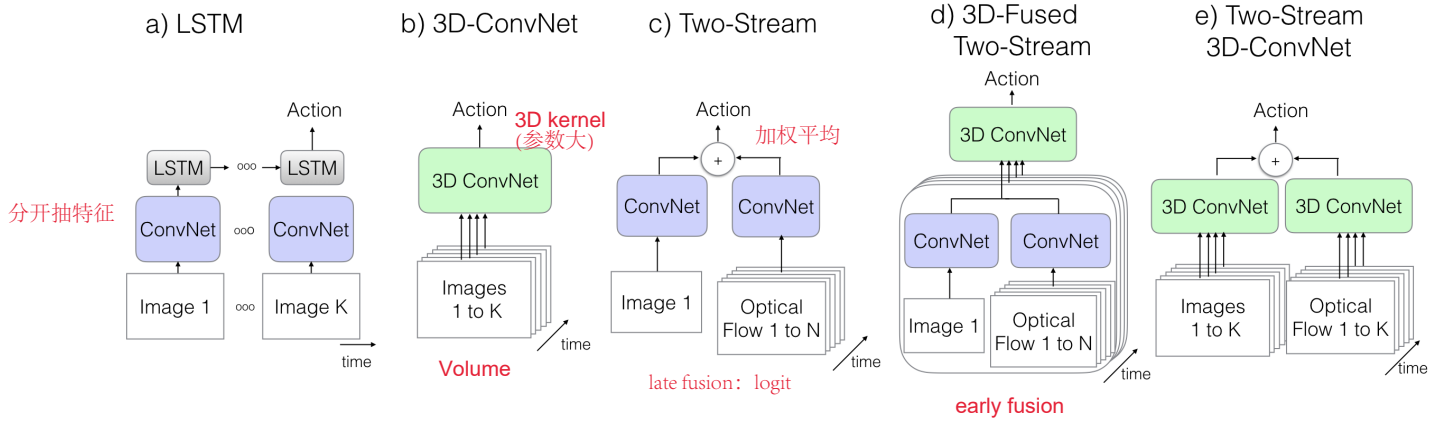 a) LSTM
Action
LSTM
ooo
LSTM
分开抽特征
ConvNet
ooo
ConvNet
Image 1
ooo
Image K
time
b) 3D-ConvNet
Action
3D kernel
(参数大)
3D ConvNet
Images
1 to K
time
Volume
c) Two-Stream
Action
加权平均
+
ConvNet
ConvNet
Image 1
Optical
Flow 1 to N
time
late fusion：logit
d) 3D-Fused
Two-Stream
Action
3D ConvNet
ConvNet
ConvNet
Image 1
Optical
Flow 1 to N
time
early fusion
e) Two-Stream
3D-ConvNet
Action
+
3D ConvNet
3D ConvNet
Images
1 to K
Optical
Flow 1 to K
time